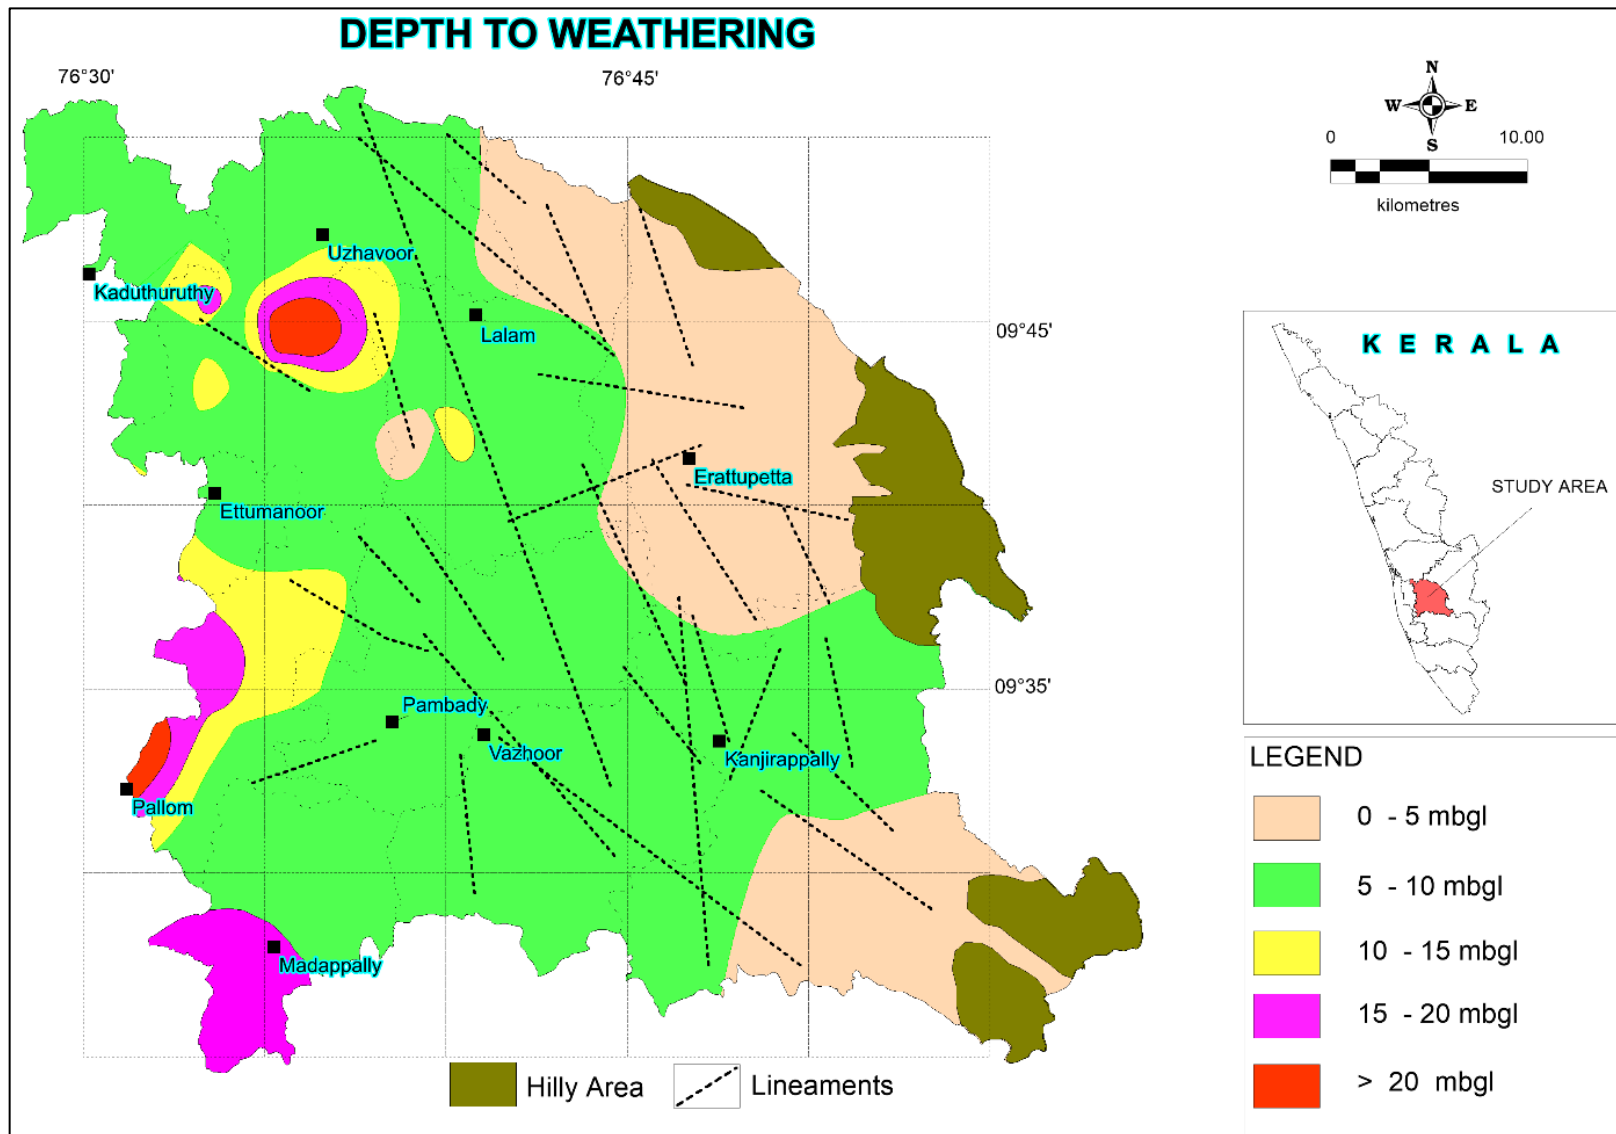 DEPTH TO WEATHERING
76°30'
76°45'
N
W
E
S
0
10.00
kilometres
Uzhavoor
Kaduthuruthy
Lalam
09°45'
K E R A L A
Erattupetta
STUDY AREA
Ettumanoor
09°35'
Pambady
Vazhoor
Kanjirappally
Pallom
Madappally
LEGEND
0 - 5 mbgl
5 - 10 mbgl
10 - 15 mbgl
15 - 20 mbgl
> 20 mbgl
Hilly Area
Lineaments